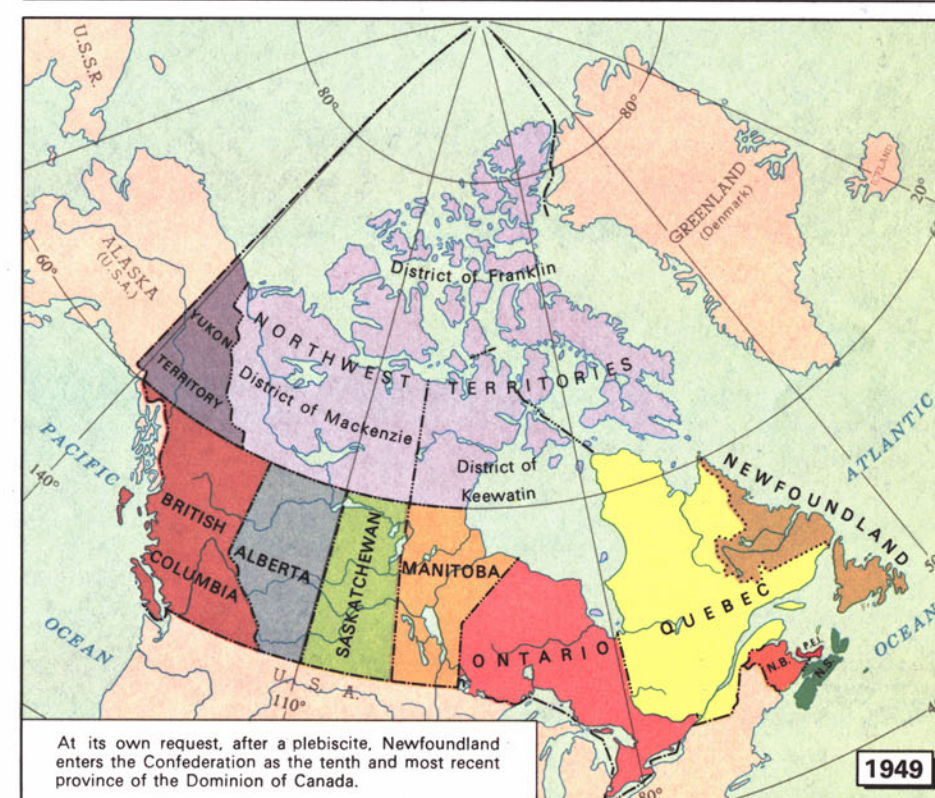 U.S.S.R.
80°
80°
20°
ICELAND
GREENLAND
(Denmark)
ALASKA
(U.S.A.)
60°
District of Franklin
YUKON
TERRITORY
NORTHWEST TERRITORIES
District of Mackenzie
District of
Keewatin
PACIFIC
OCEAN
140°
ATLANTIC
OCEAN
NEWFOUNDLAND
BRITISH
COLUMBIA
ALBERTA
SASKATCHEWAN
MANITOBA
ONTARIO
QUEBEC
P.E.I.
N.B.
N.S.
U.S.A.
110°
80°
At its own request, after a plebiscite, Newfoundland
enters the Confederation as the tenth and most recent
province of the Dominion of Canada.
1949